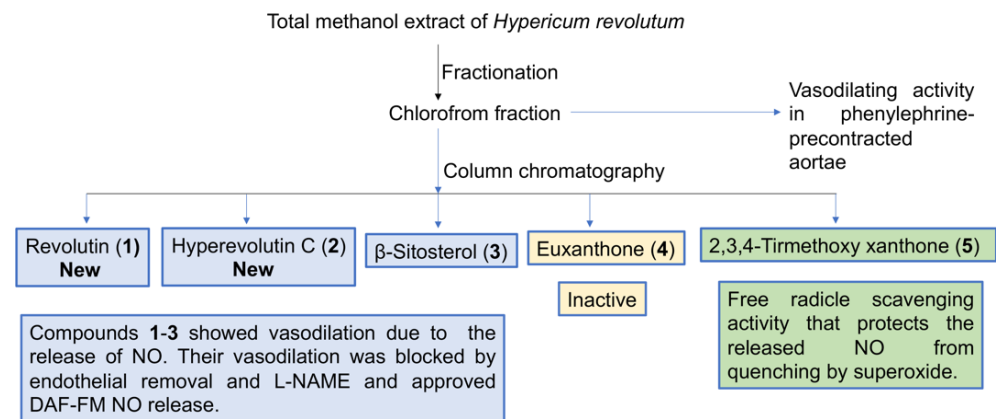 Total methanol extract of Hypericum revolutum
Fractionation
Chlorofrom fraction
Vasodilating activity
in phenylephrine-
precontracted
aortae
Column chromatography
Revolutin (1)
New
Hyperevolutin C (2)
New
β-Sitosterol (3)
Euxanthone (4)
2,3,4-Tirmethoxy xanthone (5)
Inactive
Compounds 1-3 showed vasodilation due to the
release of NO. Their vasodilation was blocked by
endothelial removal and L-NAME and approved
DAF-FM NO release.
Free radicle scavenging
activity that protects the
released NO from
quenching by superoxide.